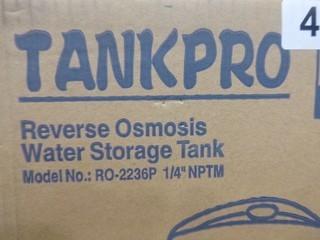 4
TANKPRO
Reverse Osmosis
Water Storage Tank
Model No.: RO-2236P 1/4" NPTM